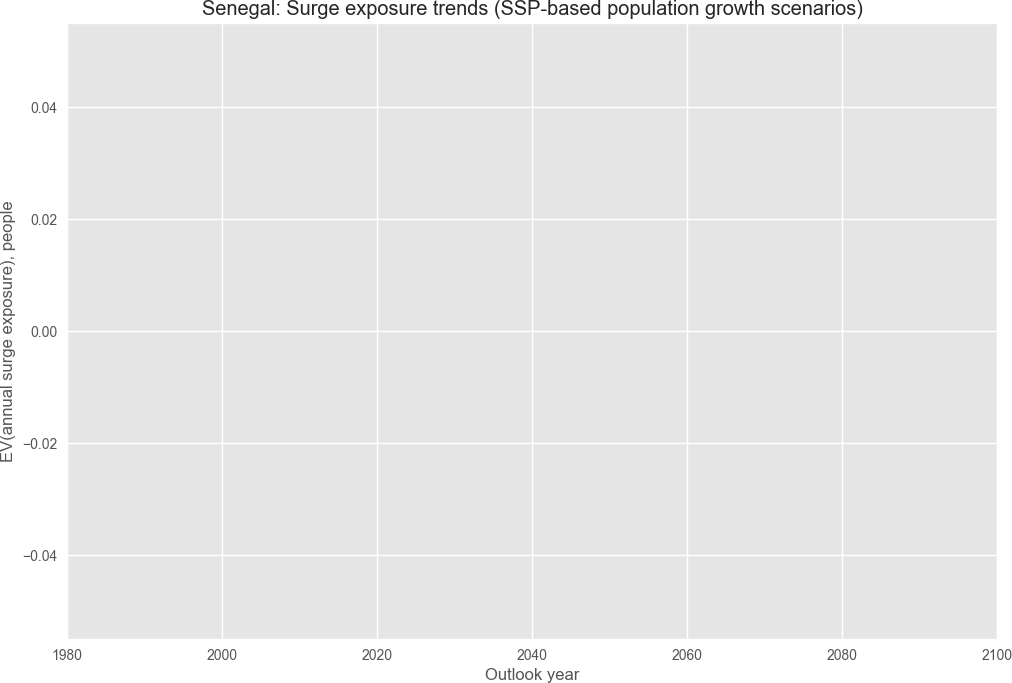 Senegal: Surge exposure trends (SSP-based population growth scenarios)
EV(annual surge exposure), people
0.04
0.02
0.00
−0.02
−0.04
1980 2000 2020 2040 2060 2080 2100
Outlook year